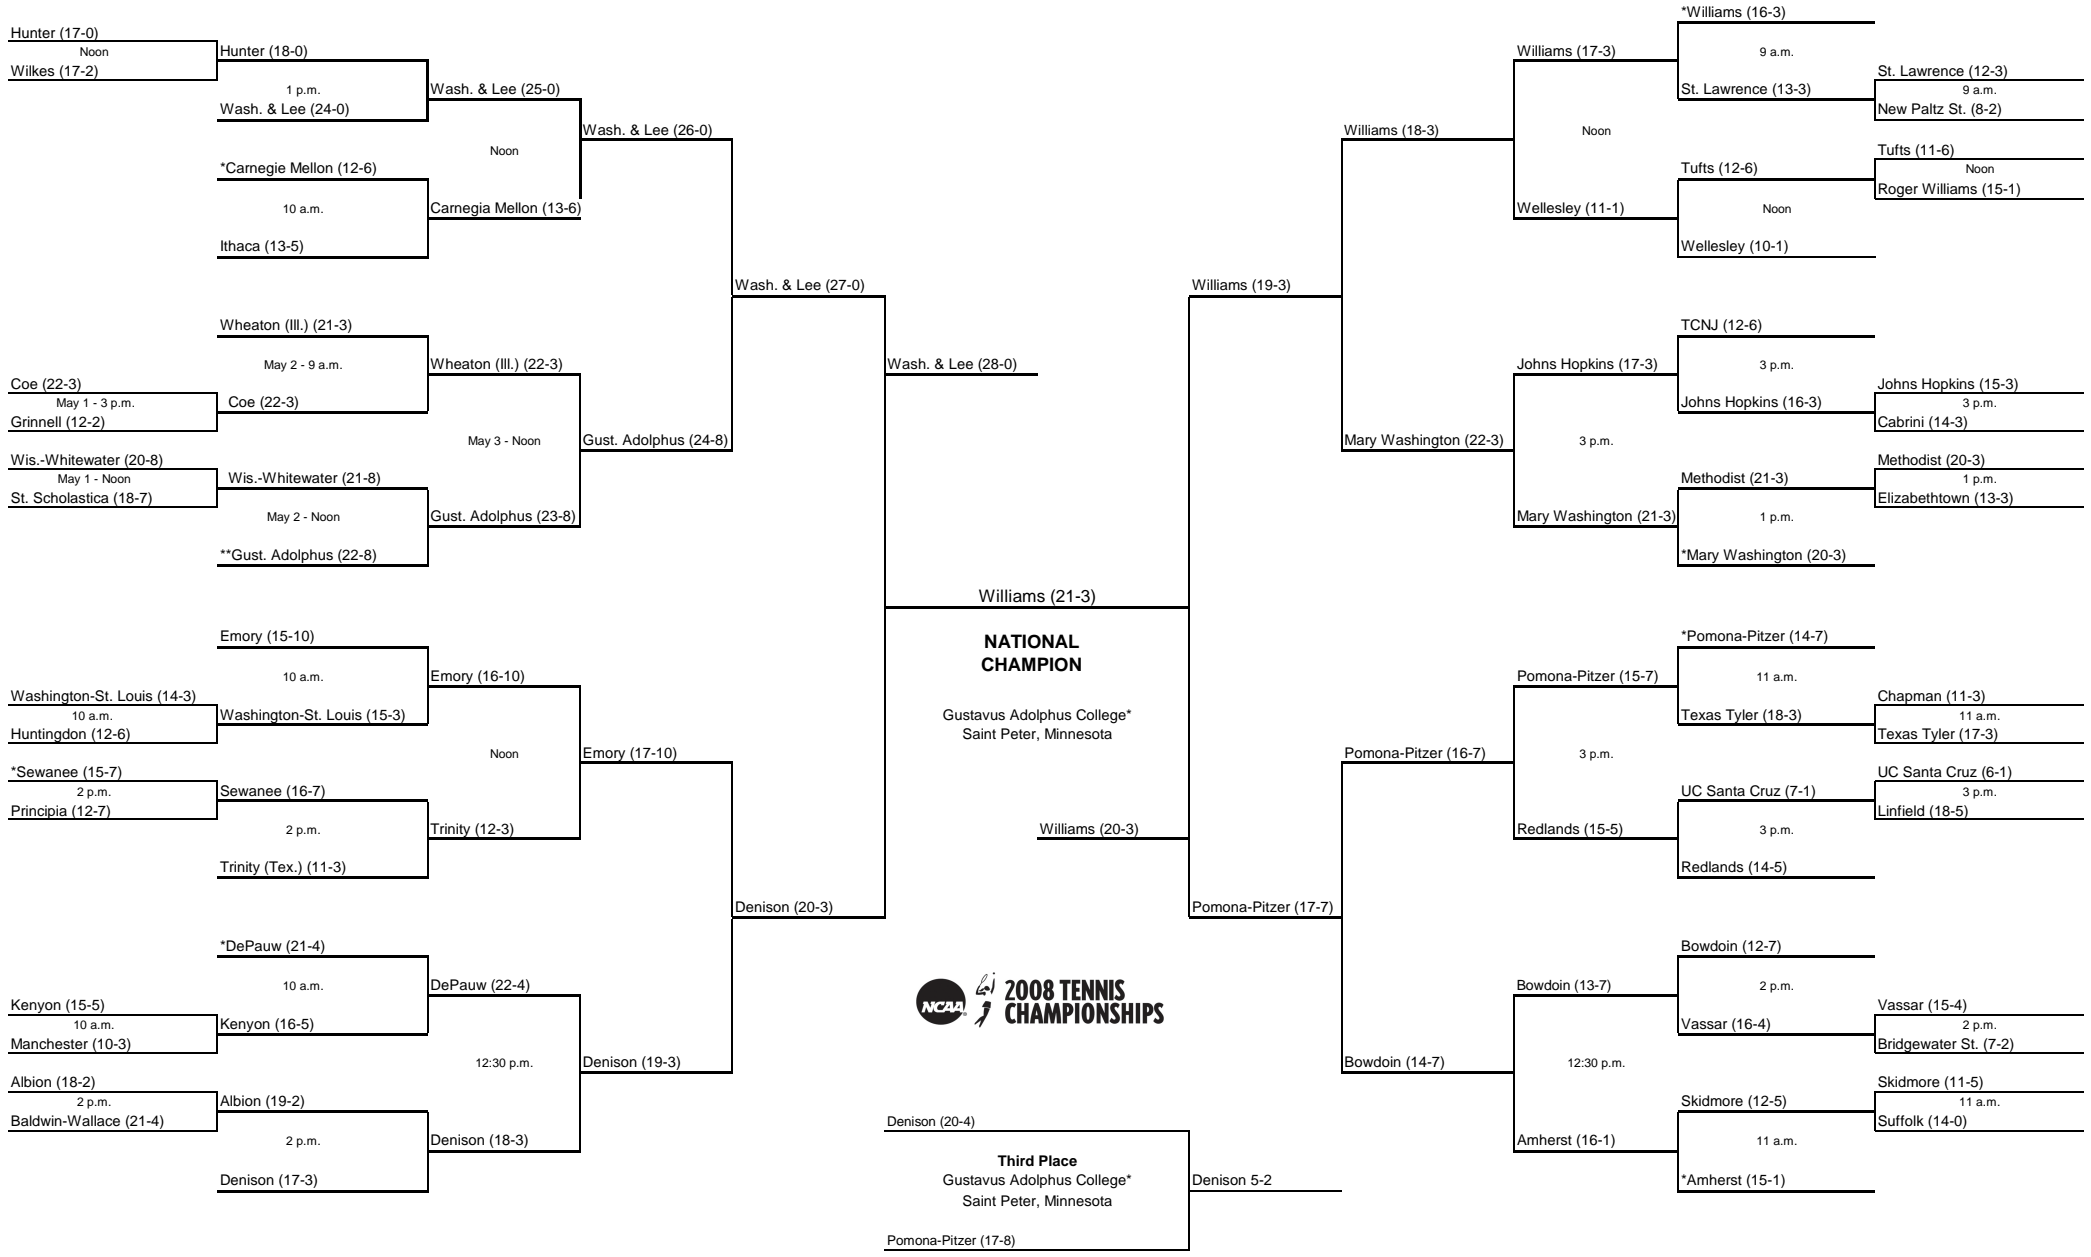 Hunter (17-0)
Noon
Wilkes (17-2)
Coe (22-3)
May 1 - 3 p.m.
Grinnell (12-2)
Wis.-Whitewater (20-8)
May 1 - Noon
St. Scholastica (18-7)
Washington-St. Louis (14-3)
10 a.m.
Huntingdon (12-6)
*Sewanee (15-7)
2 p.m.
Principia (12-7)
Kenyon (15-5)
10 a.m.
Manchester (10-3)
Albion (18-2)
2 p.m.
Baldwin-Wallace (21-4)
Hunter (18-0)
1 p.m.
Wash. & Lee (24-0)
*Carnegie Mellon (12-6)
10 a.m.
Ithaca (13-5)
Wheaton (Ill.) (21-3)
May 2 - 9 a.m.
Coe (22-3)
Wis.-Whitewater (21-8)
May 2 - Noon
**Gust. Adolphus (22-8)
Emory (15-10)
10 a.m.
Washington-St. Louis (15-3)
Sewanee (16-7)
2 p.m.
Trinity (Tex.) (11-3)
*DePauw (21-4)
10 a.m.
Kenyon (16-5)
Albion (19-2)
2 p.m.
Denison (17-3)
Wash. & Lee (25-0)
Noon
Carnegia Mellon (13-6)
Wheaton (Ill.) (22-3)
May 3 - Noon
Gust. Adolphus (23-8)
Emory (16-10)
Noon
Trinity (12-3)
DePauw (22-4)
12:30 p.m.
Denison (18-3)
Wash. & Lee (26-0)
Gust. Adolphus (24-8)
Emory (17-10)
Denison (19-3)
Wash. & Lee (27-0)
Denison (20-3)
Wash. & Lee (28-0)
Williams (21-3)
NATIONAL
CHAMPION
Gustavus Adolphus College*
Saint Peter, Minnesota
Williams (20-3)
NCAA
2008 TENNIS
CHAMPIONSHIPS
Denison (20-4)
Third Place
Gustavus Adolphus College*
Saint Peter, Minnesota
Pomona-Pitzer (17-8)
Denison 5-2
Williams (19-3)
Pomona-Pitzer (17-7)
Williams (18-3)
Mary Washington (22-3)
Pomona-Pitzer (16-7)
Bowdoin (14-7)
Williams (17-3)
Noon
Wellesley (11-1)
Johns Hopkins (17-3)
3 p.m.
Mary Washington (21-3)
Pomona-Pitzer (15-7)
3 p.m.
Redlands (15-5)
Bowdoin (13-7)
12:30 p.m.
Amherst (16-1)
*Williams (16-3)
9 a.m.
St. Lawrence (13-3)
Tufts (12-6)
Noon
Wellesley (10-1)
TCNJ (12-6)
3 p.m.
Johns Hopkins (16-3)
Methodist (21-3)
1 p.m.
*Mary Washington (20-3)
*Pomona-Pitzer (14-7)
11 a.m.
Texas Tyler (18-3)
UC Santa Cruz (7-1)
3 p.m.
Redlands (14-5)
Bowdoin (12-7)
2 p.m.
Vassar (16-4)
Skidmore (12-5)
11 a.m.
*Amherst (15-1)
St. Lawrence (12-3)
9 a.m.
New Paltz St. (8-2)
Tufts (11-6)
Noon
Roger Williams (15-1)
Johns Hopkins (15-3)
3 p.m.
Cabrini (14-3)
Methodist (20-3)
1 p.m.
Elizabethtown (13-3)
Chapman (11-3)
11 a.m.
Texas Tyler (17-3)
UC Santa Cruz (6-1)
3 p.m.
Linfield (18-5)
Vassar (15-4)
2 p.m.
Bridgewater St. (7-2)
Skidmore (11-5)
11 a.m.
Suffolk (14-0)